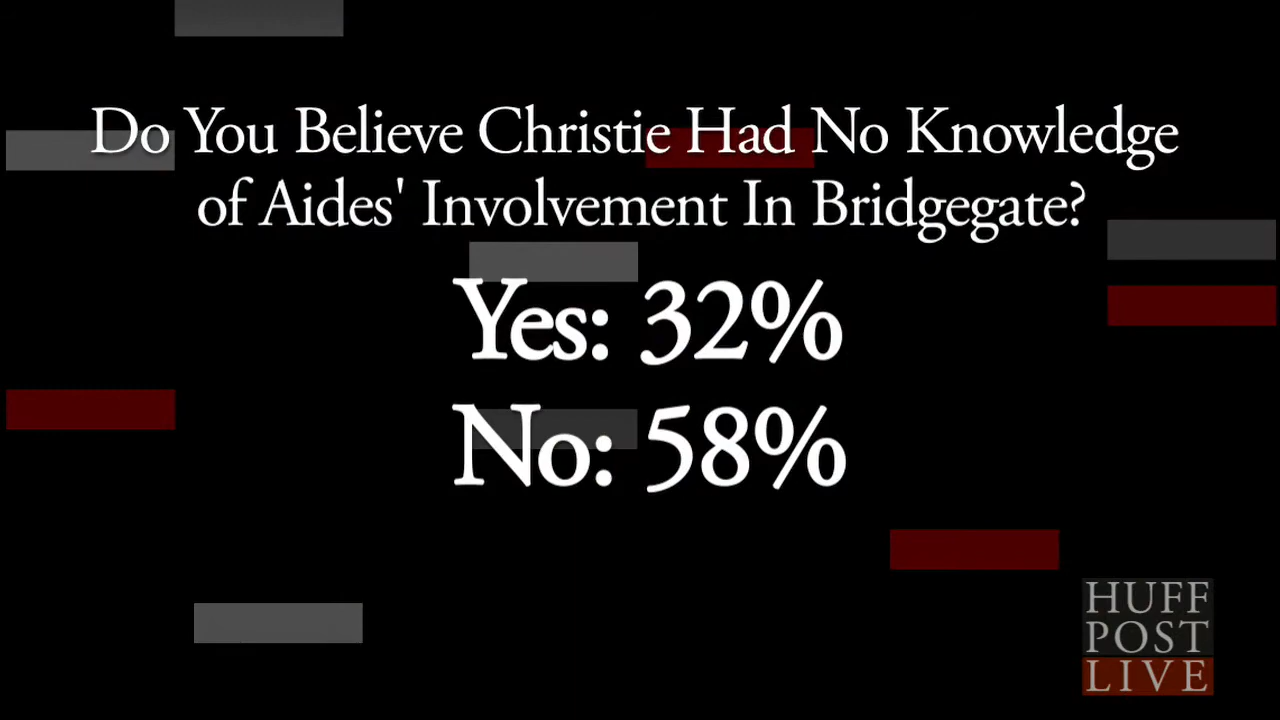 Do You Believe Christie Had No Knowledge
of Aides' Involvement In Bridgegate?
Yes: 32%
No: 58%
HUFF
POST
LIVE